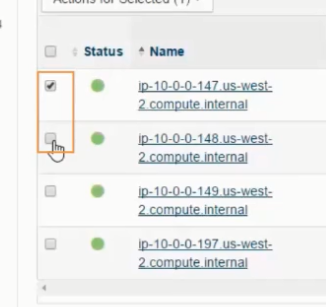 Actions for Selected (1)
Status Name
ip-10-0-0-147.us-west-
2.compute.internal
ip-10-0-0-148.us-west-
2.compute.internal
ip-10-0-0-149.us-west-
2.compute.internal
ip-10-0-0-197.us-west-
2.compute.internal